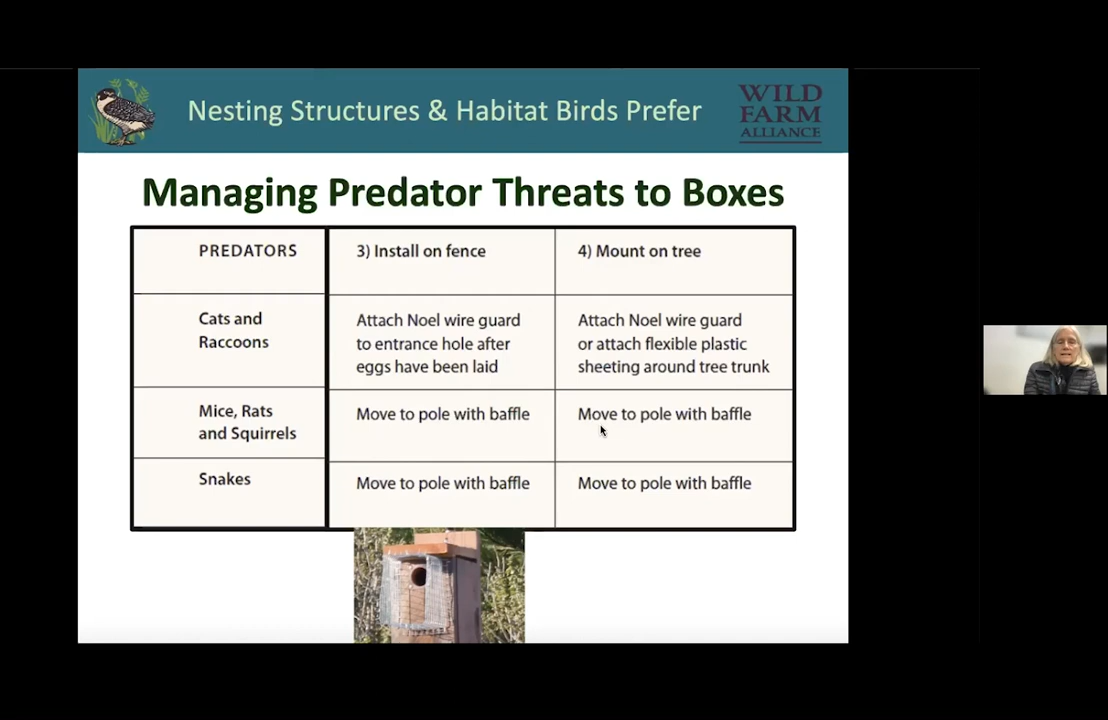 Nesting Structures & Habitat Birds Prefer
WILD
FARM
ALLIANCE
Managing Predator Threats to Boxes
PREDATORS
3) Install on fence
4) Mount on tree
Cats and
Raccoons
Attach Noel wire guard
to entrance hole after
eggs have been laid
Attach Noel wire guard
or attach flexible plastic
sheeting around tree trunk
Mice, Rats
and Squirrels
Move to pole with baffle
Move to pole with baffle
Snakes
Move to pole with baffle
Move to pole with baffle